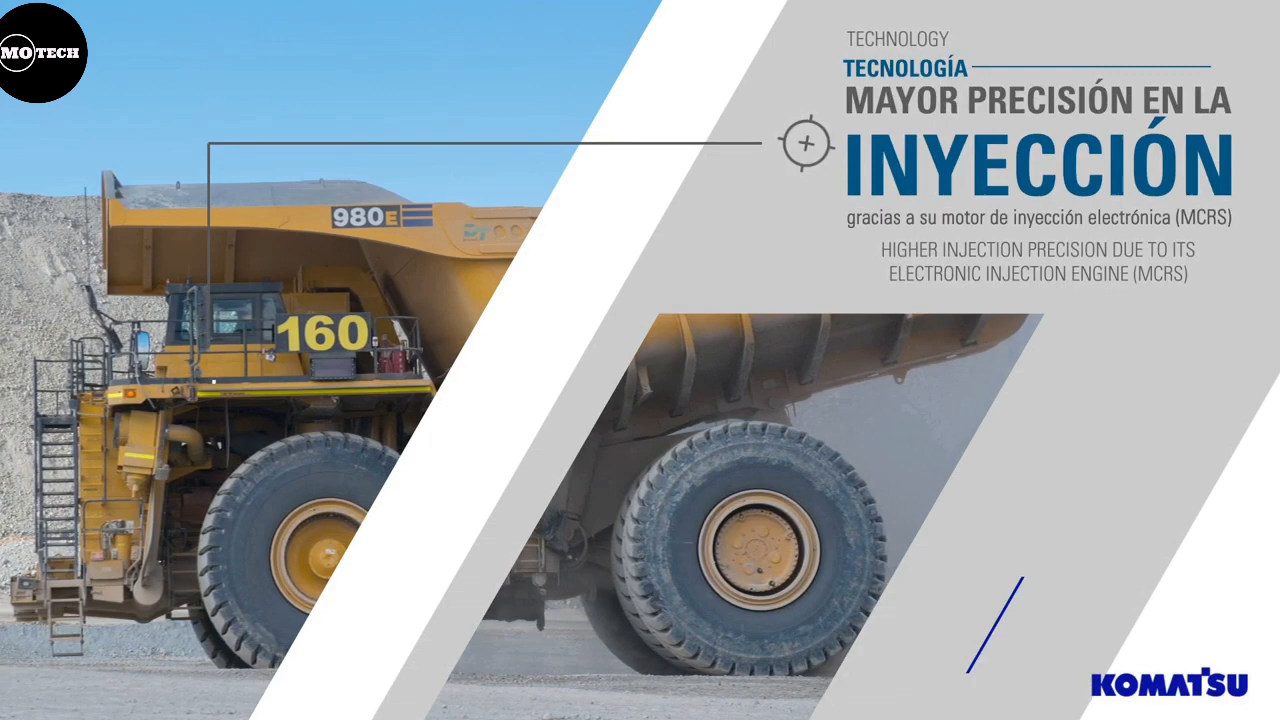 MOTECH
TECHNOLOGY
TECNOLOGÍA
MAYOR PRECISIÓN EN LA
INYECCIÓN
gracias a su motor de inyección electrónica (MCRS)
HIGHER INJECTION PRECISION DUE TO ITS
ELECTRONIC INJECTION ENGINE (MCRS)
980E
160
KOMATSU